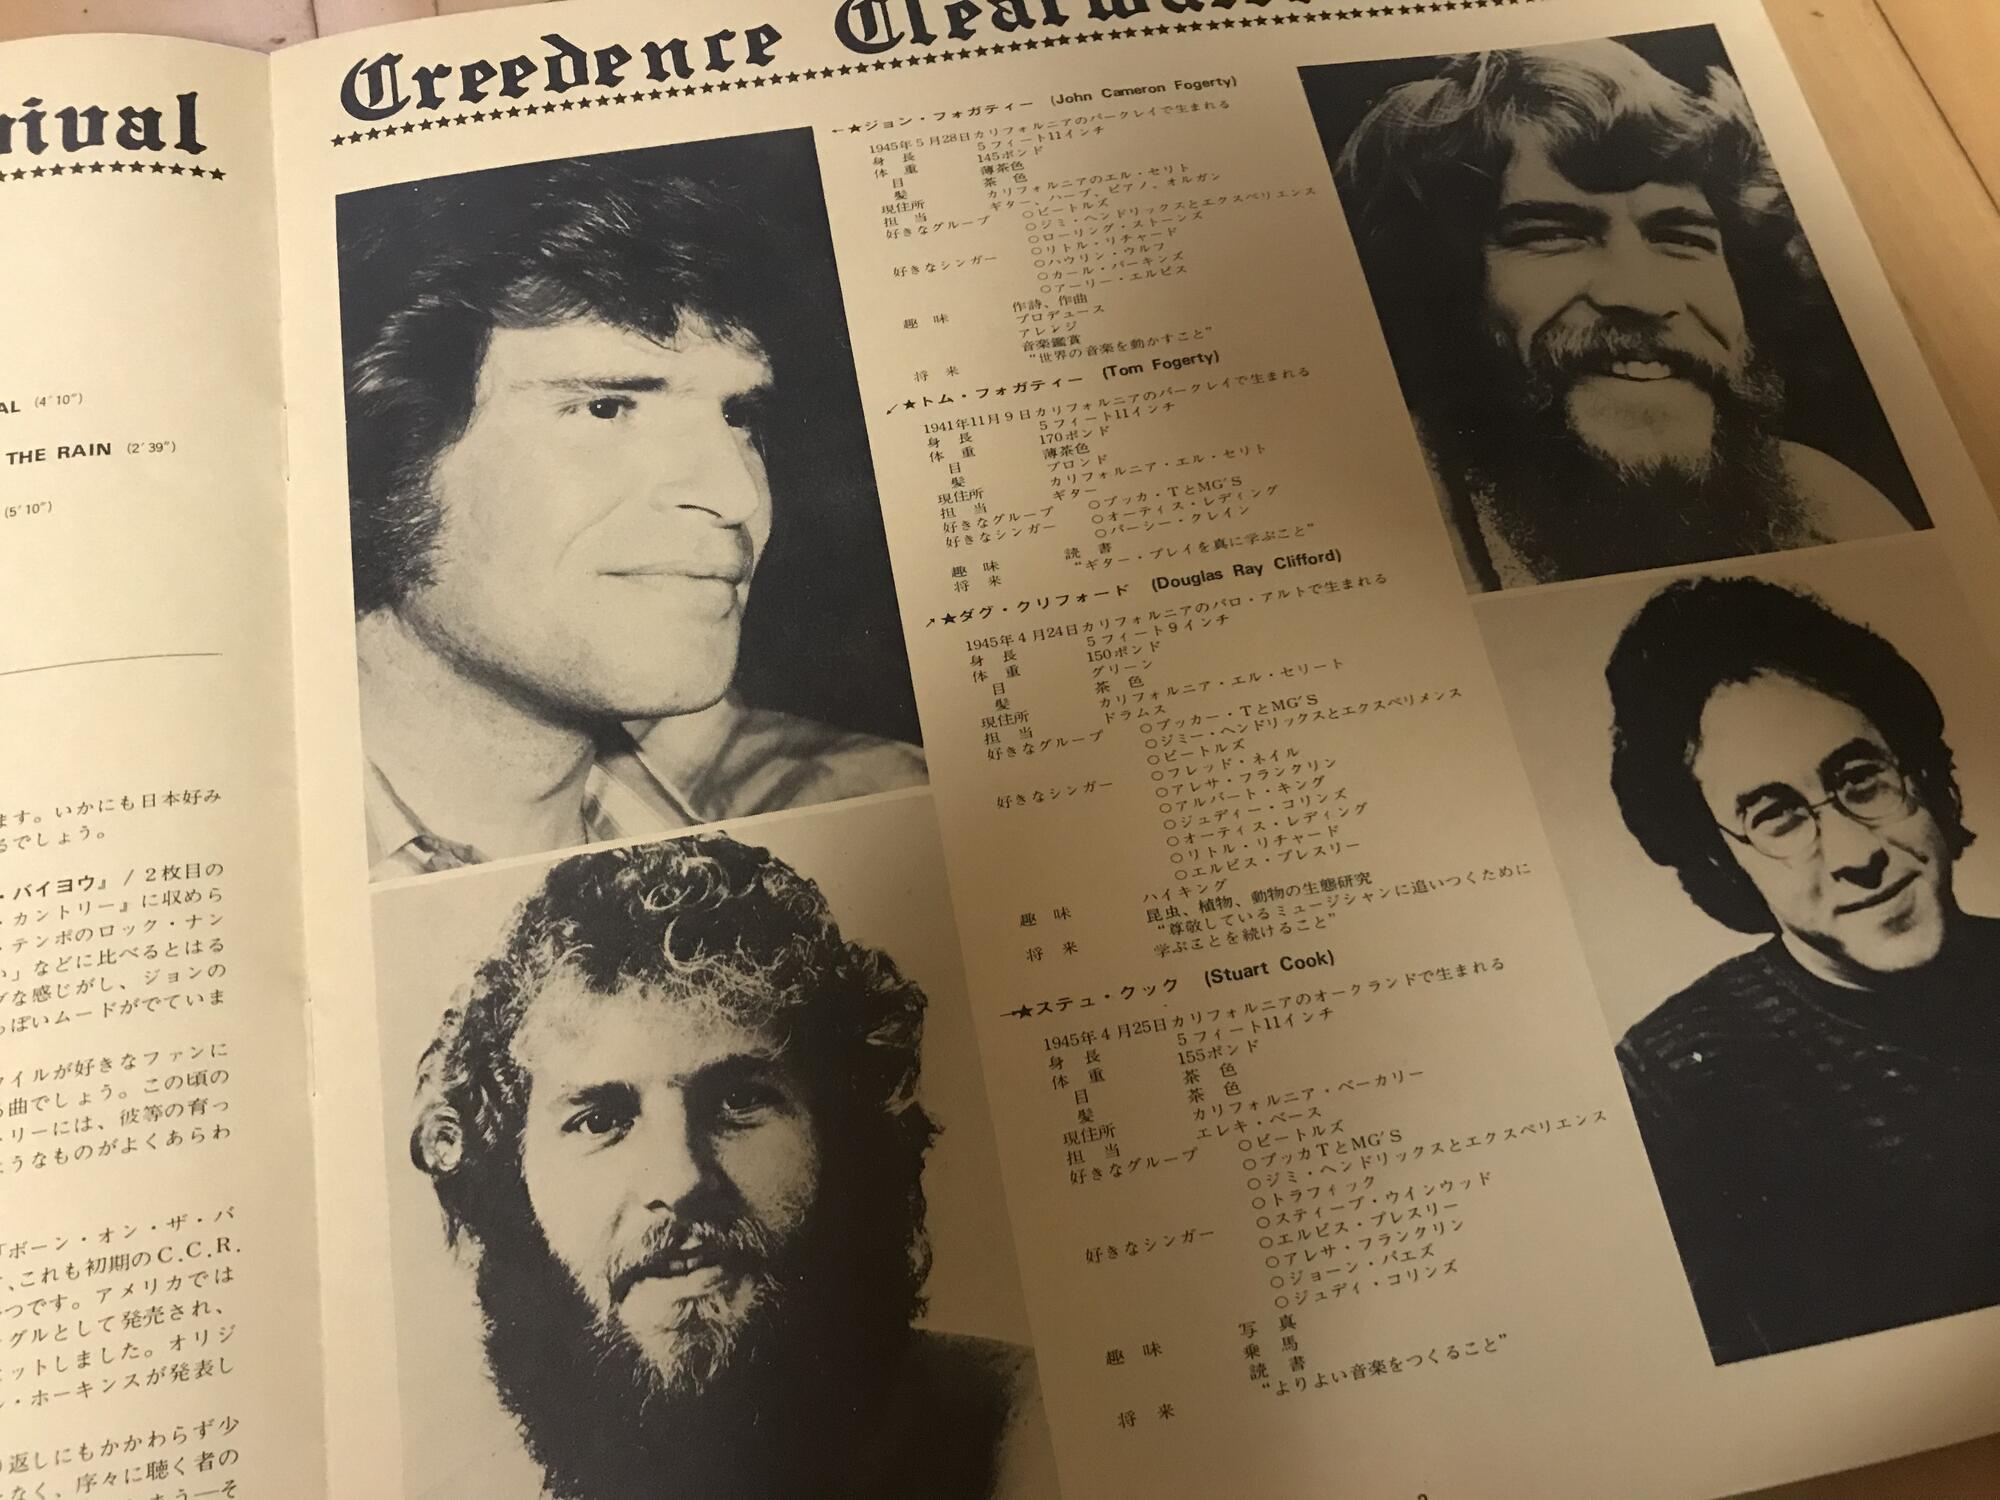 nival
AL (4′10″)
THE RAIN (2′39″)
(5′10″)
ます。いかにも日本好み
るでしょう。
・バイヨウ』/2枚目の
・カントリー』に収めら
・テンポのロック・ナン
い」などに比べるとはる
グな感じがし、ジョンの
っぽいムードがでていま
タイルが好きなファンに
る曲でしょう。この頃の
・リーには、彼等の育っ
ようなものがよくあらわ
「ボーン・オン・ザ・バ
、これも初期のC.C.R.
つです。アメリカでは
グルとして発売され、
ヒットしました。オリジ
ル・ホーキンスが発表し
り返しにもかかわらず少
なく、序々に聴く者の
Creedence Clearwater
←★ジョン・フォガティー (John Cameron Fogerty)
1945年5月28日カリフォルニアのバークレイで生まれる
身長 5フィート11インチ
体重 145ポンド
目 薄茶色
髪 茶色
現住所 カリフォルニアのエル・セリト
担当 ギター、ハープ、ピアノ、オルガン
好きなグループ ○ビートルズ
○ジミ・ヘンドリックスとエクスペリエンス
○ローリング・ストーンズ
好きなシンガー ○リトル・リチャード
○ハウリン・ウルフ
○カール・パーキンズ
○アーリー・エルビス
趣味 作詩、作曲
プロデュース
アレンジ
音楽鑑賞
将来 “世界の音楽を動かすこと”
↙★トム・フォガティー (Tom Fogerty)
1941年11月9日カリフォルニアのバークレイで生まれる
身長 5フィート11インチ
体重 170ポンド
目 薄茶色
髪 ブロンド
現住所 カリフォルニア・エル・セリト
担当 ギター
好きなグループ ○ブッカ・TとMG'S
好きなシンガー ○オーティス・レディング
○パーシー・クレイン
趣味 読書
将来 “ギター・プレイを真に学ぶこと”
↗★ダグ・クリフォード (Douglas Ray Clifford)
1945年4月24日カリフォルニアのパロ・アルトで生まれる
身長 5フィート9インチ
体重 150ポンド
目 グリーン
髪 茶色
現住所 カリフォルニア・エル・セリート
担当 ドラムス
好きなグループ ○ブッカー・TとMG'S
○ジミー・ヘンドリックスとエクスペリメンス
○ビートルズ
好きなシンガー ○フレッド・ネイル
○アレサ・フランクリン
○アルバート・キング
○ジュディー・コリンズ
○オーティス・レディング
○リトル・リチャード
○エルビス・プレスリー
趣味 ハイキング
昆虫、植物、動物の生態研究
将来 “尊敬しているミュージシャンに追いつくために
学ぶことを続けること”
→★ステュ・クック (Stuart Cook)
1945年4月25日カリフォルニアのオークランドで生まれる
身長 5フィート11インチ
体重 155ポンド
目 茶色
髪 茶色
現住所 カリフォルニア・ベーカリー
担当 エレキ・ベース
好きなグループ ○ビートルズ
○ブッカTとMG'S
○ジミ・ヘンドリックスとエクスペリエンス
○トラフィック
好きなシンガー ○スティーブ・ウインウッド
○エルビス・プレスリー
○アレサ・フランクリン
○ジョーン・バエズ
○ジュディ・コリンズ
趣味 写真
乗馬
読書
将来 “よりよい音楽をつくること”